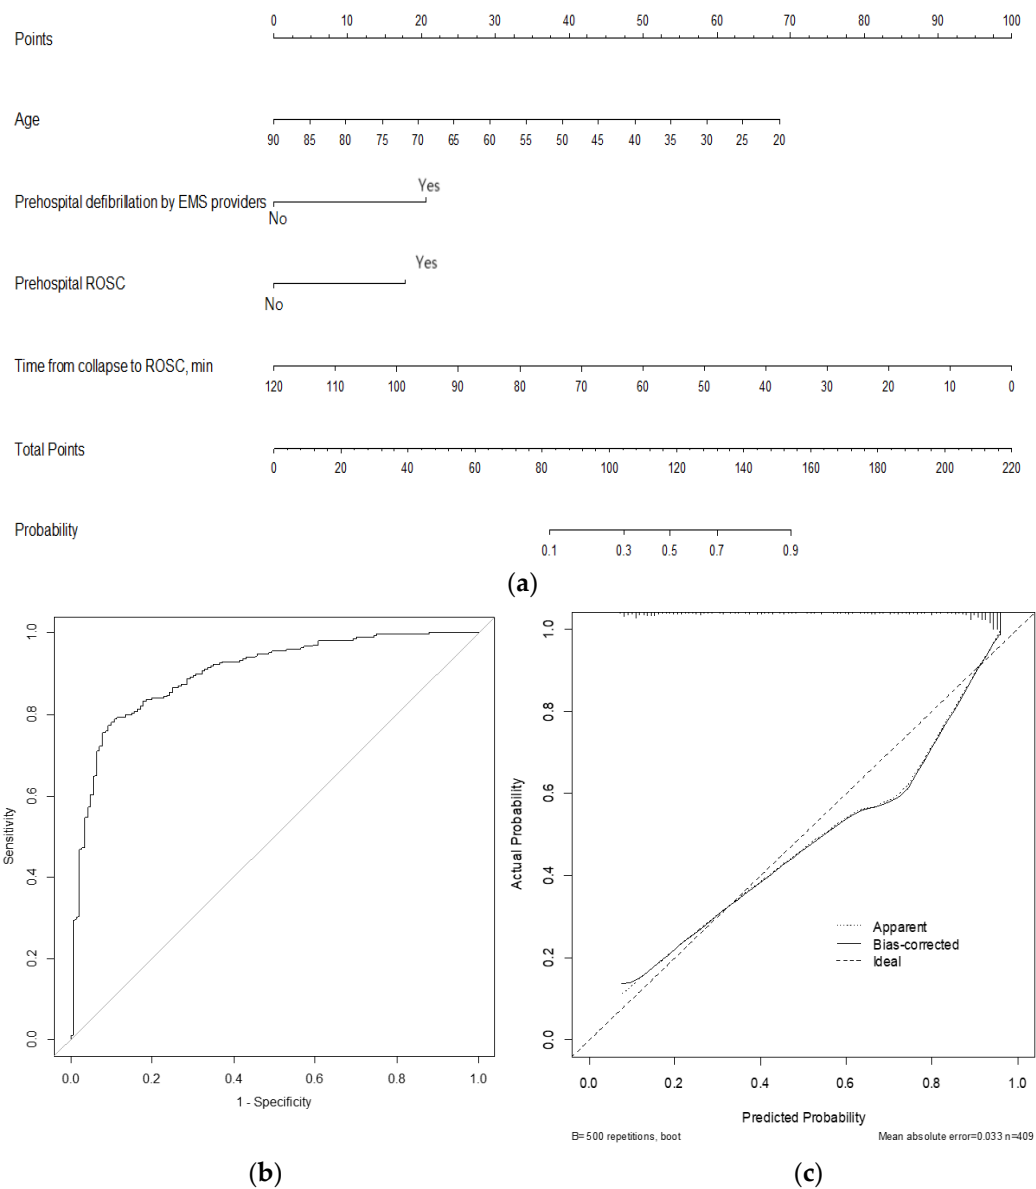 0 10 20 30 40 50 60 70 80 90 100
Points
Age
90 85 80 75 70 65 60 55 50 45 40 35 30 25 20
Yes
Prehospital defibrillation by EMS providers
No
Yes
Prehospital ROSC
No
Time from collapse to ROSC, min
120 110 100 90 80 70 60 50 40 30 20 10 0
Total Points
0 20 40 60 80 100 120 140 160 180 200 220
Probability
0.1 0.3 0.5 0.7 0.9
(a)
Sensitivity
1.0
0.8
0.6
0.4
0.2
0.0
0.0 0.2 0.4 0.6 0.8 1.0
1 - Specificity
(b)
Actual Probability
1.0
0.8
0.6
0.4
0.2
0.0
Apparent
Bias-corrected
Ideal
0.0 0.2 0.4 0.6 0.8 1.0
Predicted Probability
B= 500 repetitions, boot
Mean absolute error=0.033 n=409
(c)